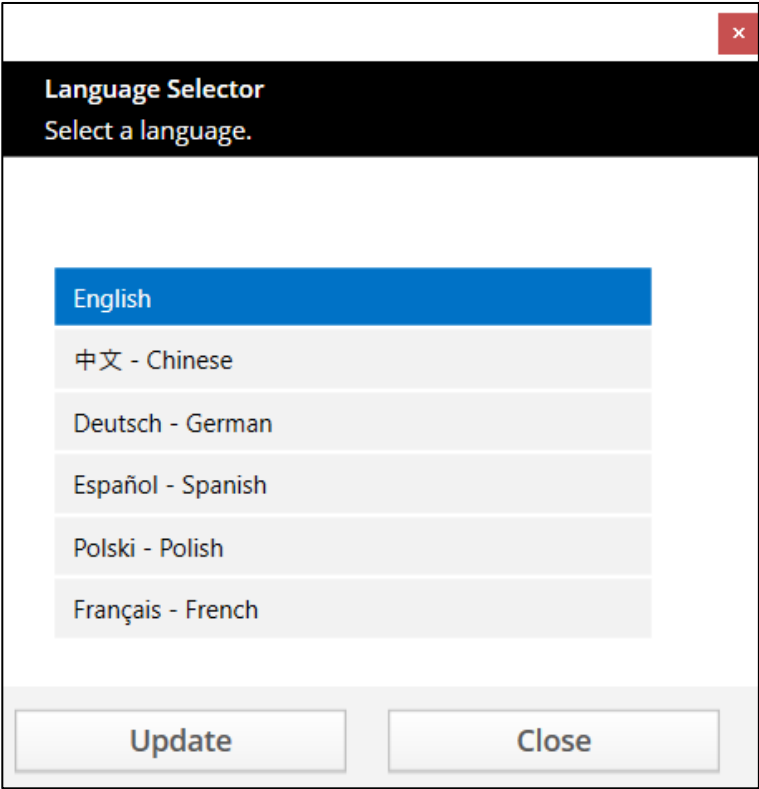 Language Selector
Select a language.
English
中文 - Chinese
Deutsch - German
Español - Spanish
Polski - Polish
Français - French
Update
Close